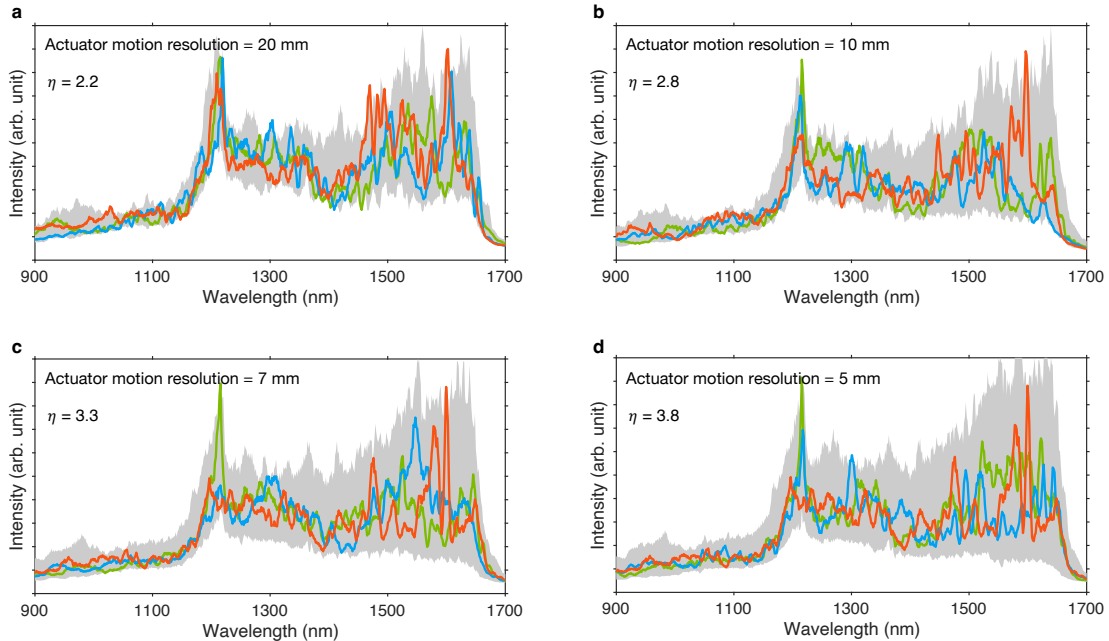 a
Actuator motion resolution = 20 mm
η = 2.2
Intensity (arb. unit)
900 1100 1300 1500 1700
Wavelength (nm)
b
Actuator motion resolution = 10 mm
η = 2.8
Intensity (arb. unit)
900 1100 1300 1500 1700
Wavelength (nm)
c
Actuator motion resolution = 7 mm
η = 3.3
Intensity (arb. unit)
900 1100 1300 1500 1700
Wavelength (nm)
d
Actuator motion resolution = 5 mm
η = 3.8
Intensity (arb. unit)
900 1100 1300 1500 1700
Wavelength (nm)